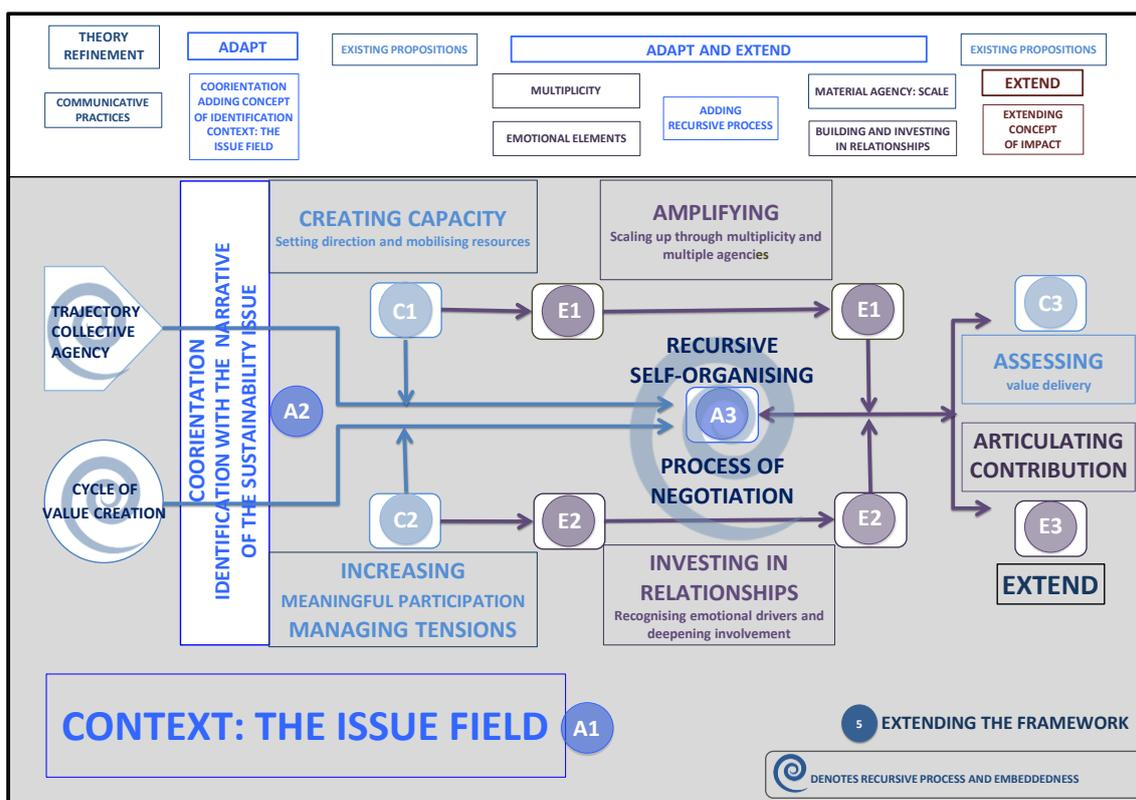 THEORY
REFINEMENT
ADAPT
EXISTING PROPOSITIONS
ADAPT AND EXTEND
EXISTING PROPOSITIONS
COMMUNICATIVE
PRACTICES
COORIENTATION
ADDING CONCEPT
OF IDENTIFICATION
CONTEXT: THE
ISSUE FIELD
MULTIPLICITY
EMOTIONAL ELEMENTS
ADDING
RECURSIVE PROCESS
MATERIAL AGENCY: SCALE
BUILDING AND INVESTING
IN RELATIONSHIPS
EXTEND
EXTENDING
CONCEPT
OF IMPACT
TRAJECTORY
COLLECTIVE
AGENCY
CYCLE OF
VALUE CREATION
COORIENTATION
IDENTIFICATION WITH THE NARRATIVE
OF THE SUSTAINABILITY ISSUE
A2
CREATING CAPACITY
Setting direction and mobilising resources
C1
E1
C2
E2
INCREASING
MEANINGFUL PARTICIPATION
MANAGING TENSIONS
AMPLIFYING
Scaling up through multiplicity and
multiple agencies
E1
RECURSIVE
SELF-ORGANISING
A3
PROCESS OF
NEGOTIATION
E2
INVESTING IN
RELATIONSHIPS
Recognising emotional drivers and
deepening involvement
C3
ASSESSING
value delivery
ARTICULATING
CONTRIBUTION
E3
EXTEND
CONTEXT: THE ISSUE FIELD
A1
5
EXTENDING THE FRAMEWORK
DENOTES RECURSIVE PROCESS AND EMBEDDEDNESS